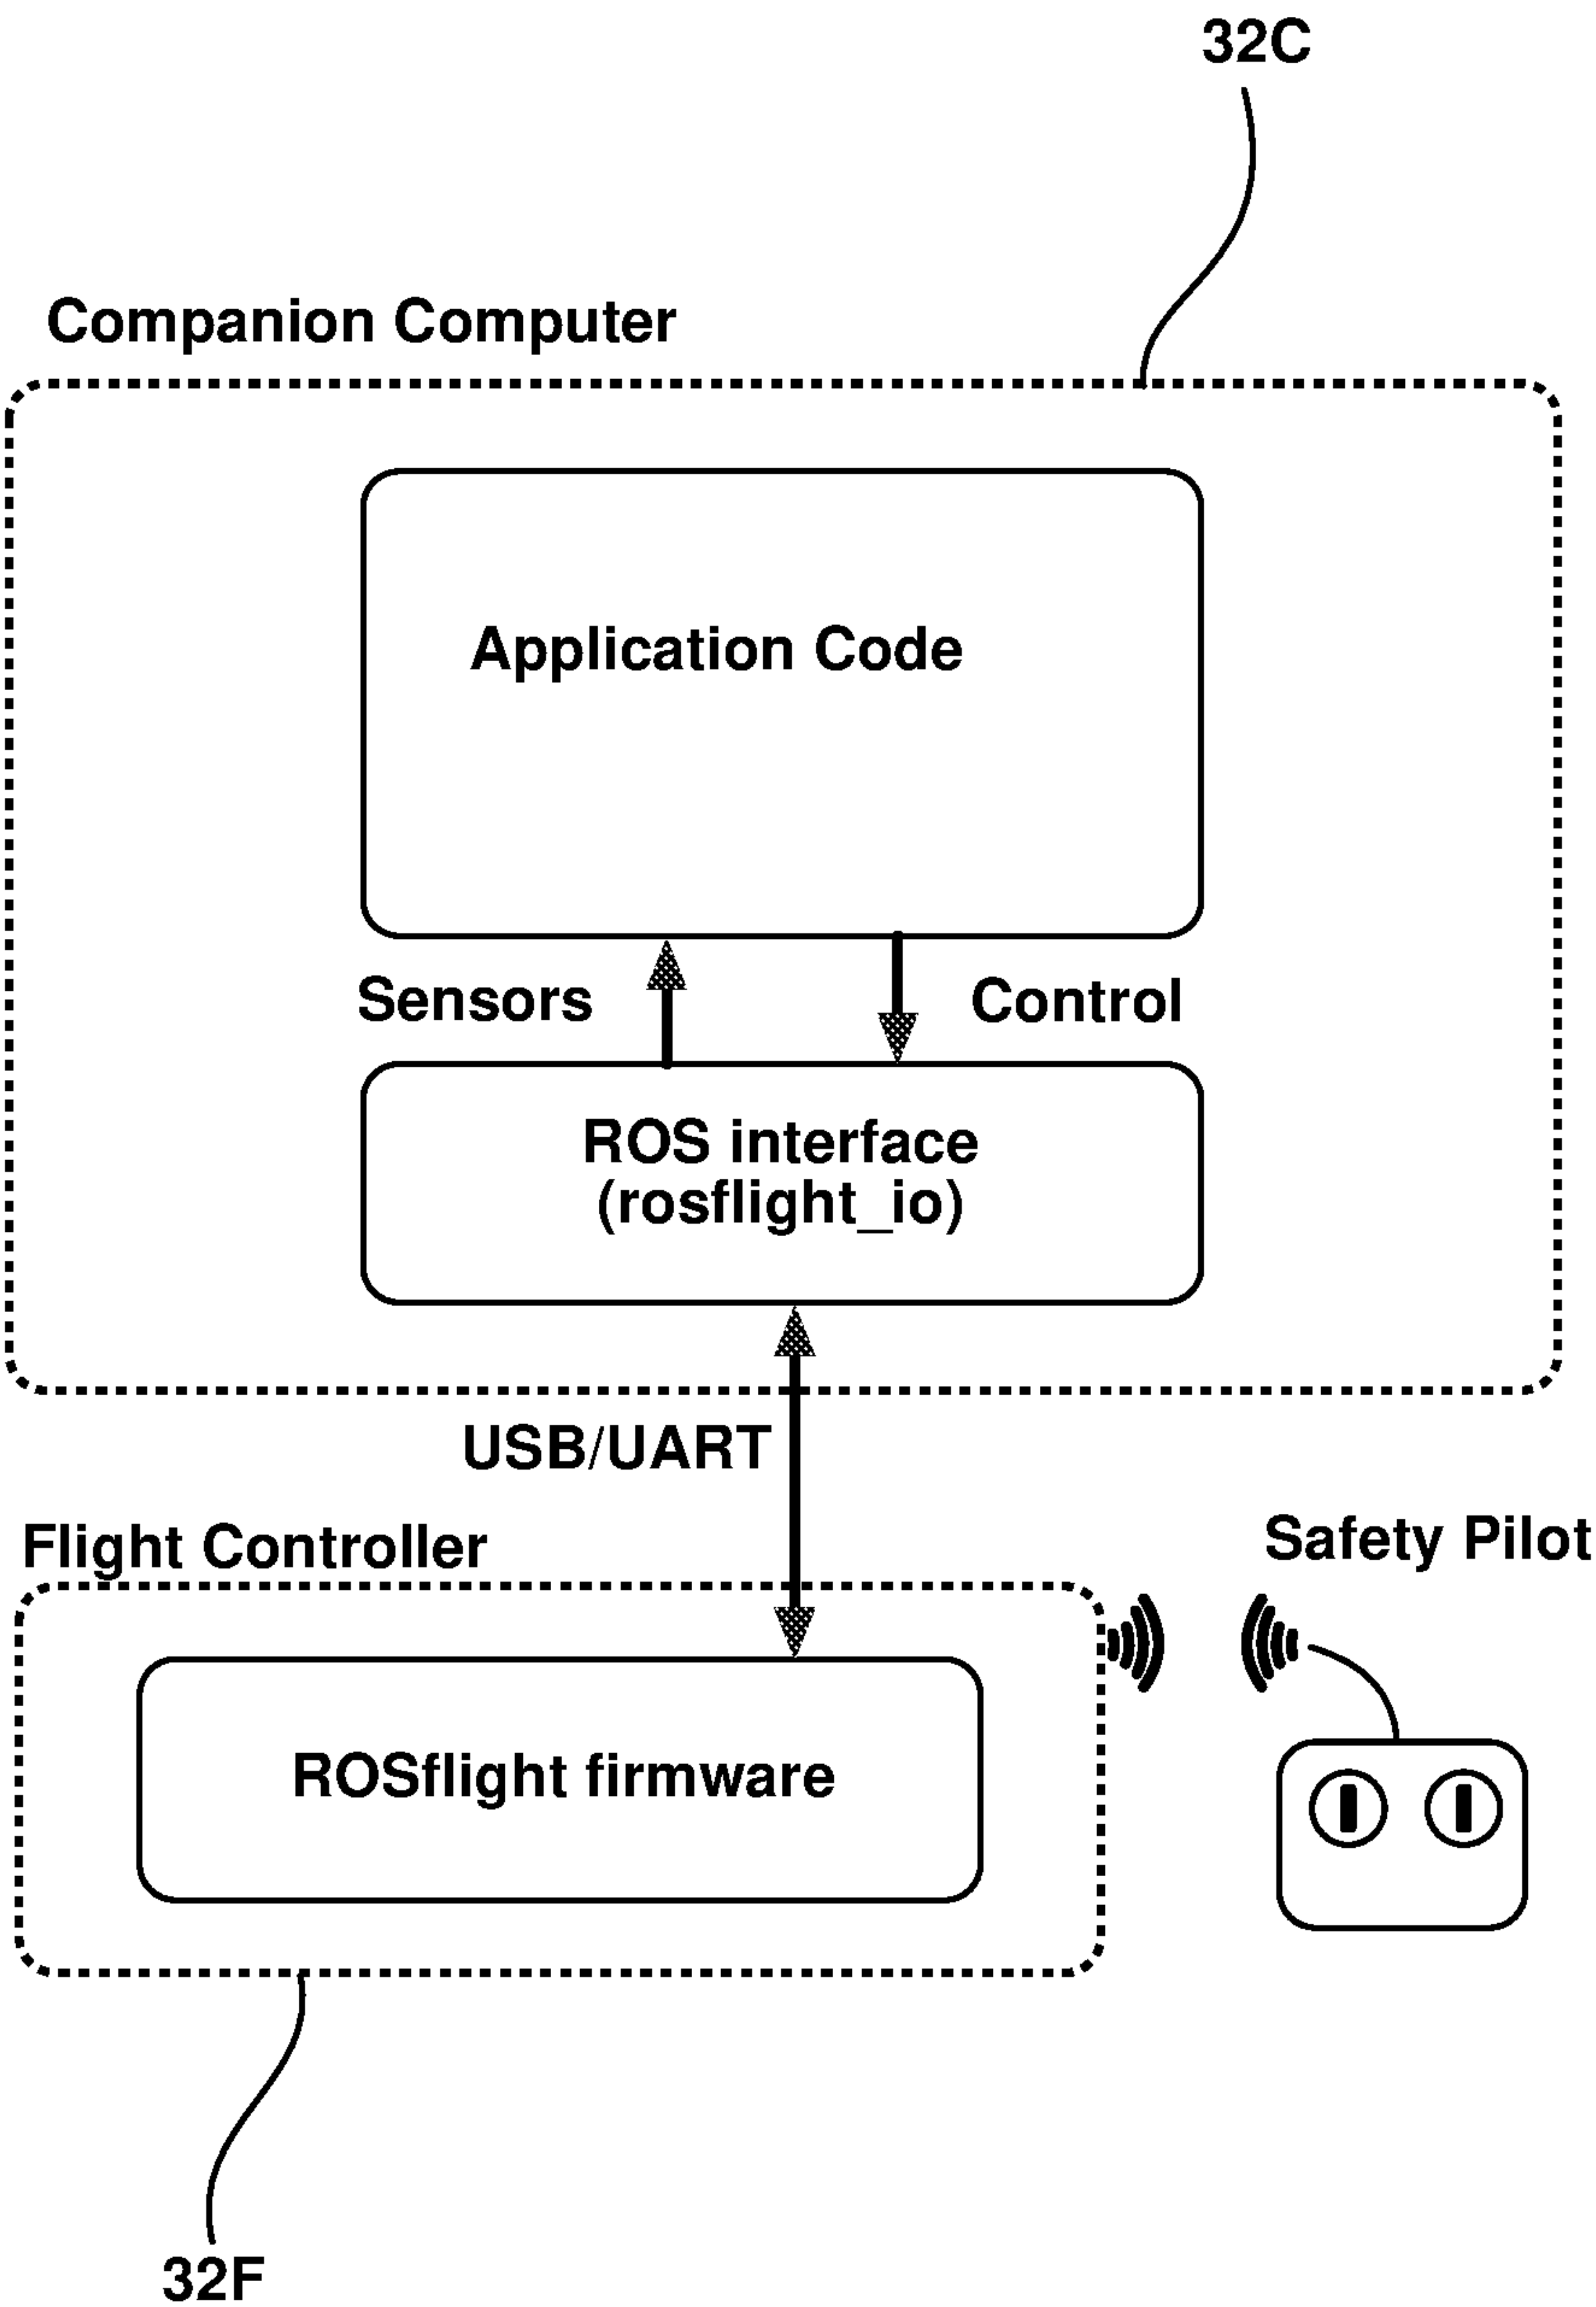 32C
Companion Computer
Application Code
Sensors
Control
ROS interface
(rosflight_io)
USB/UART
Flight Controller
Safety Pilot
ROSflight firmware
32F